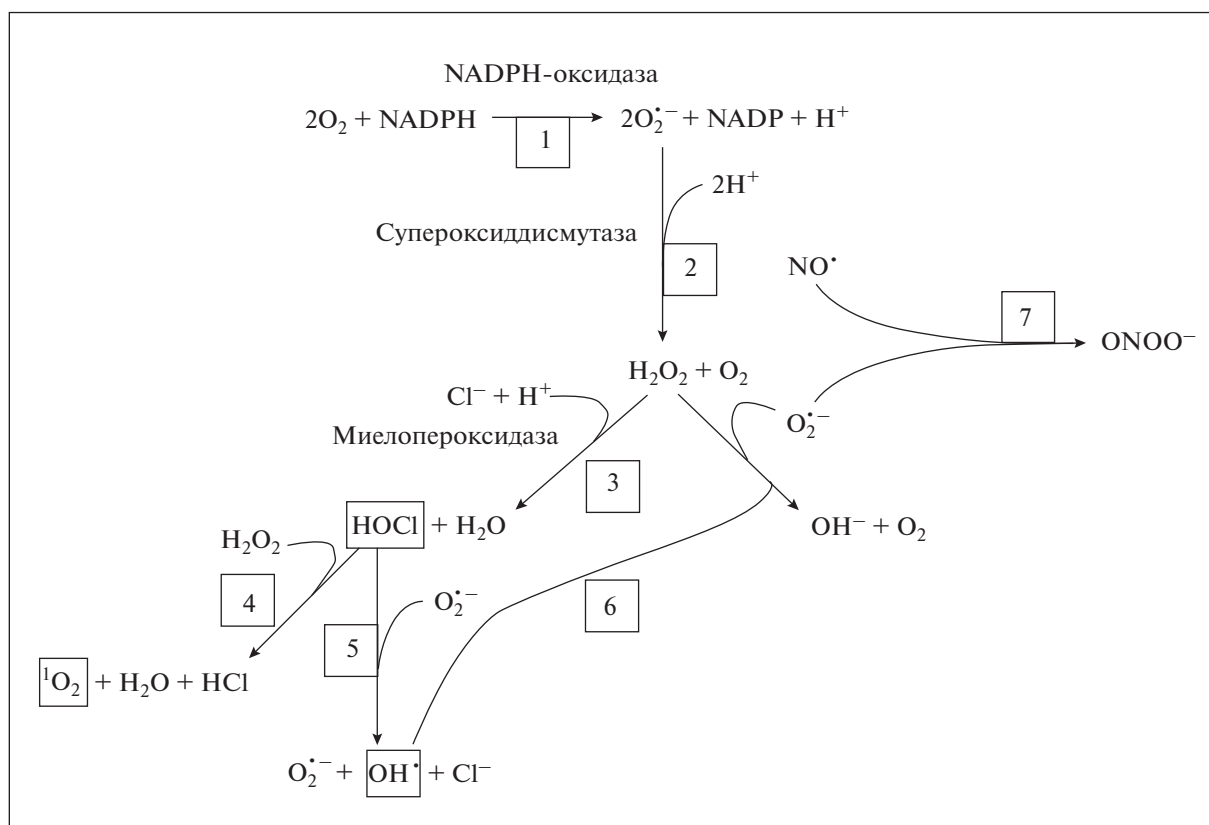 NADPH-оксидаза
2O₂ + NADPH
1
2O₂•⁻ + NADP + H⁺
2H⁺
Супероксиддисмутаза
2
NO•
7
ONOO⁻
H₂O₂ + O₂
Cl⁻ + H⁺
O₂•⁻
Миелопероксидаза
3
HOCl + H₂O
OH⁻ + O₂
H₂O₂
4
O₂•⁻
6
5
¹O₂ + H₂O + HCl
O₂•⁻ + OH• + Cl⁻